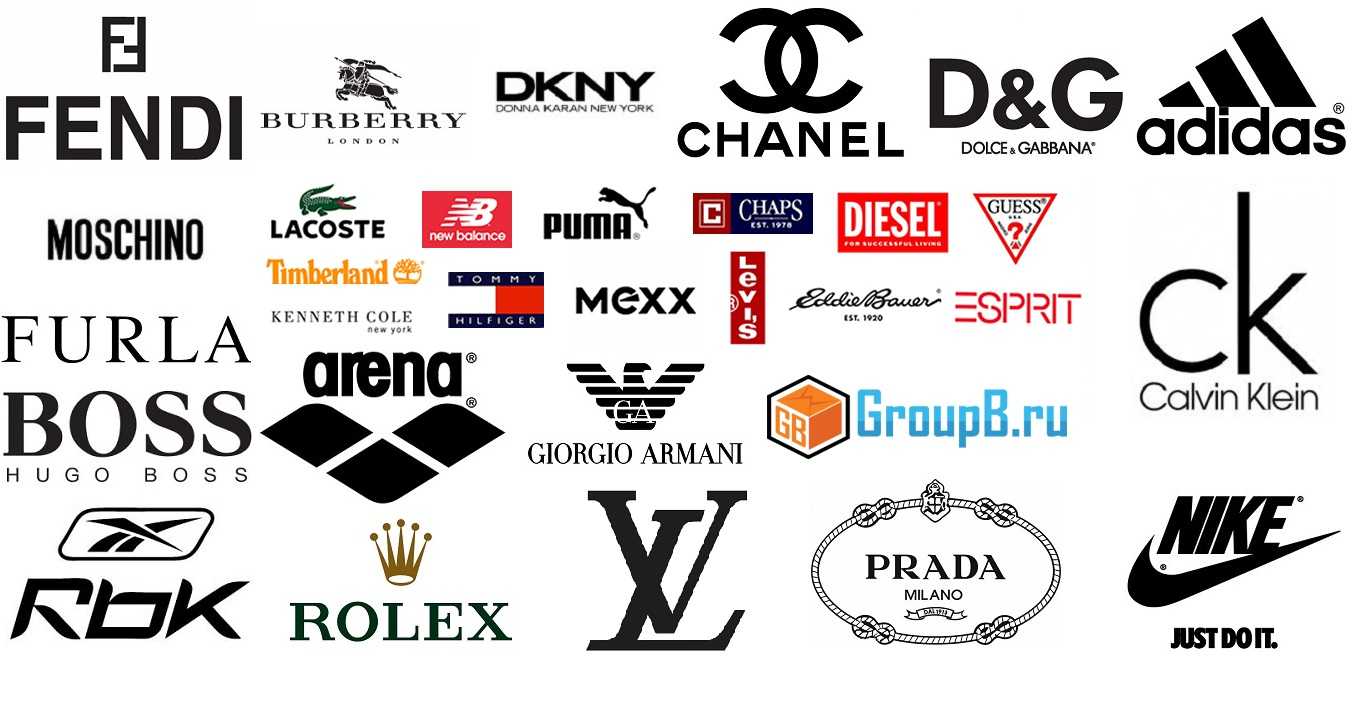 FENDI
BURBERRY
LONDON
DKNY
DONNA KARAN NEW YORK
CHANEL
D&G
DOLCE & GABBANA®
adidas®
MOSCHINO
LACOSTE
NB
new balance
PUMA®
C CHAPS
EST. 1978
DIESEL®
FOR SUCCESSFUL LIVING
GUESS®
U.S.A.
?
ck
Calvin Klein
Timberland®
TOMMY
HILFIGER
mexx
Levi's
®
Eddie Bauer®
EST. 1920
ESPRIT
KENNETH COLE
new york
FURLA
BOSS
HUGO BOSS
arena®
®
GA
GIORGIO ARMANI
GB GroupB.ru
Rbk
ROLEX
LV
PRADA
MILANO
DAL 1913
NIKE®
®
JUST DO IT.